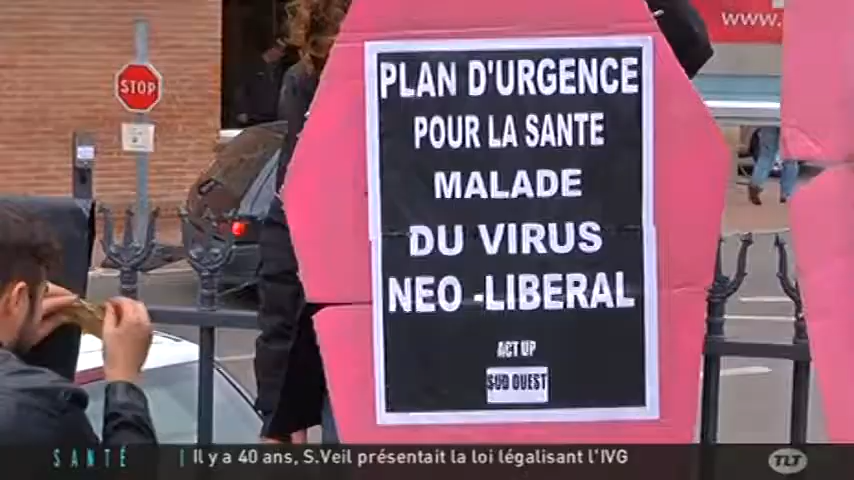 www.
STOP
PLAN D'URGENCE
POUR LA SANTE
MALADE
DU VIRUS
NEO -LIBERAL
ACT UP
SUD OUEST
SANTÉ
Il y a 40 ans, S.Veil présentait la loi légalisant l'IVG
TLT